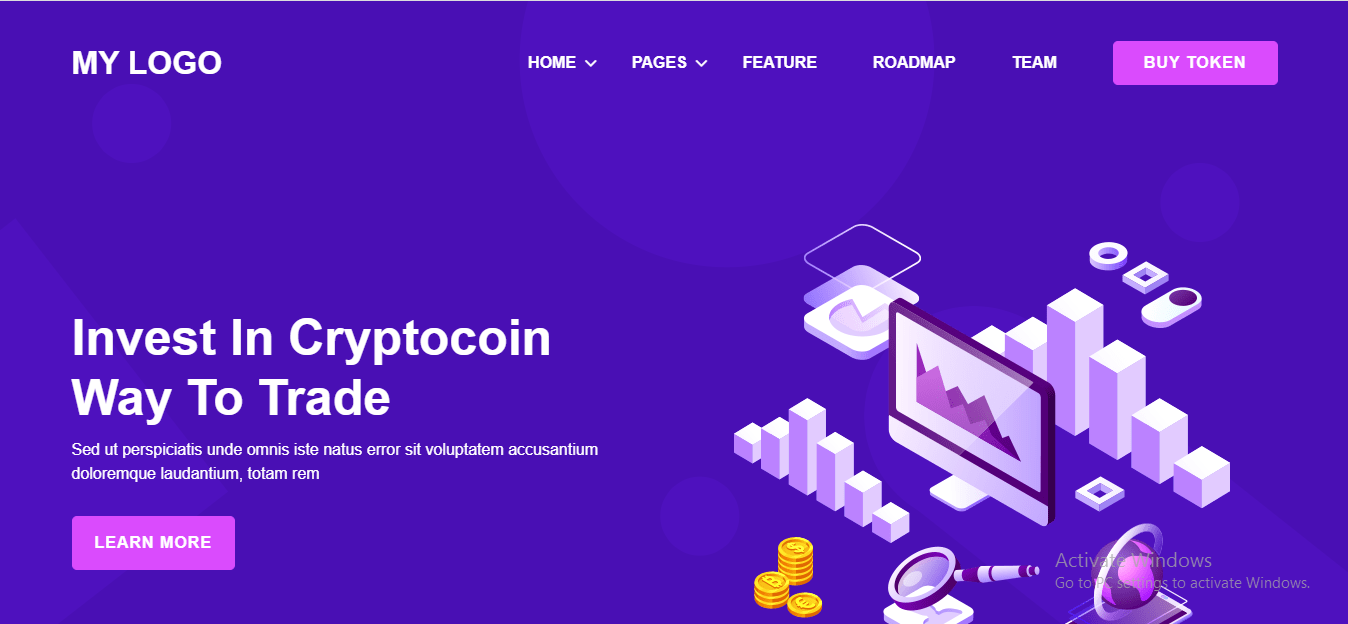 MY LOGO
HOME PAGES FEATURE ROADMAP TEAM BUY TOKEN
Invest In Cryptocoin
Way To Trade
Sed ut perspiciatis unde omnis iste natus error sit voluptatem accusantium
doloremque laudantium, totam rem
LEARN MORE
Activate Windows
Go to PC settings to activate Windows.